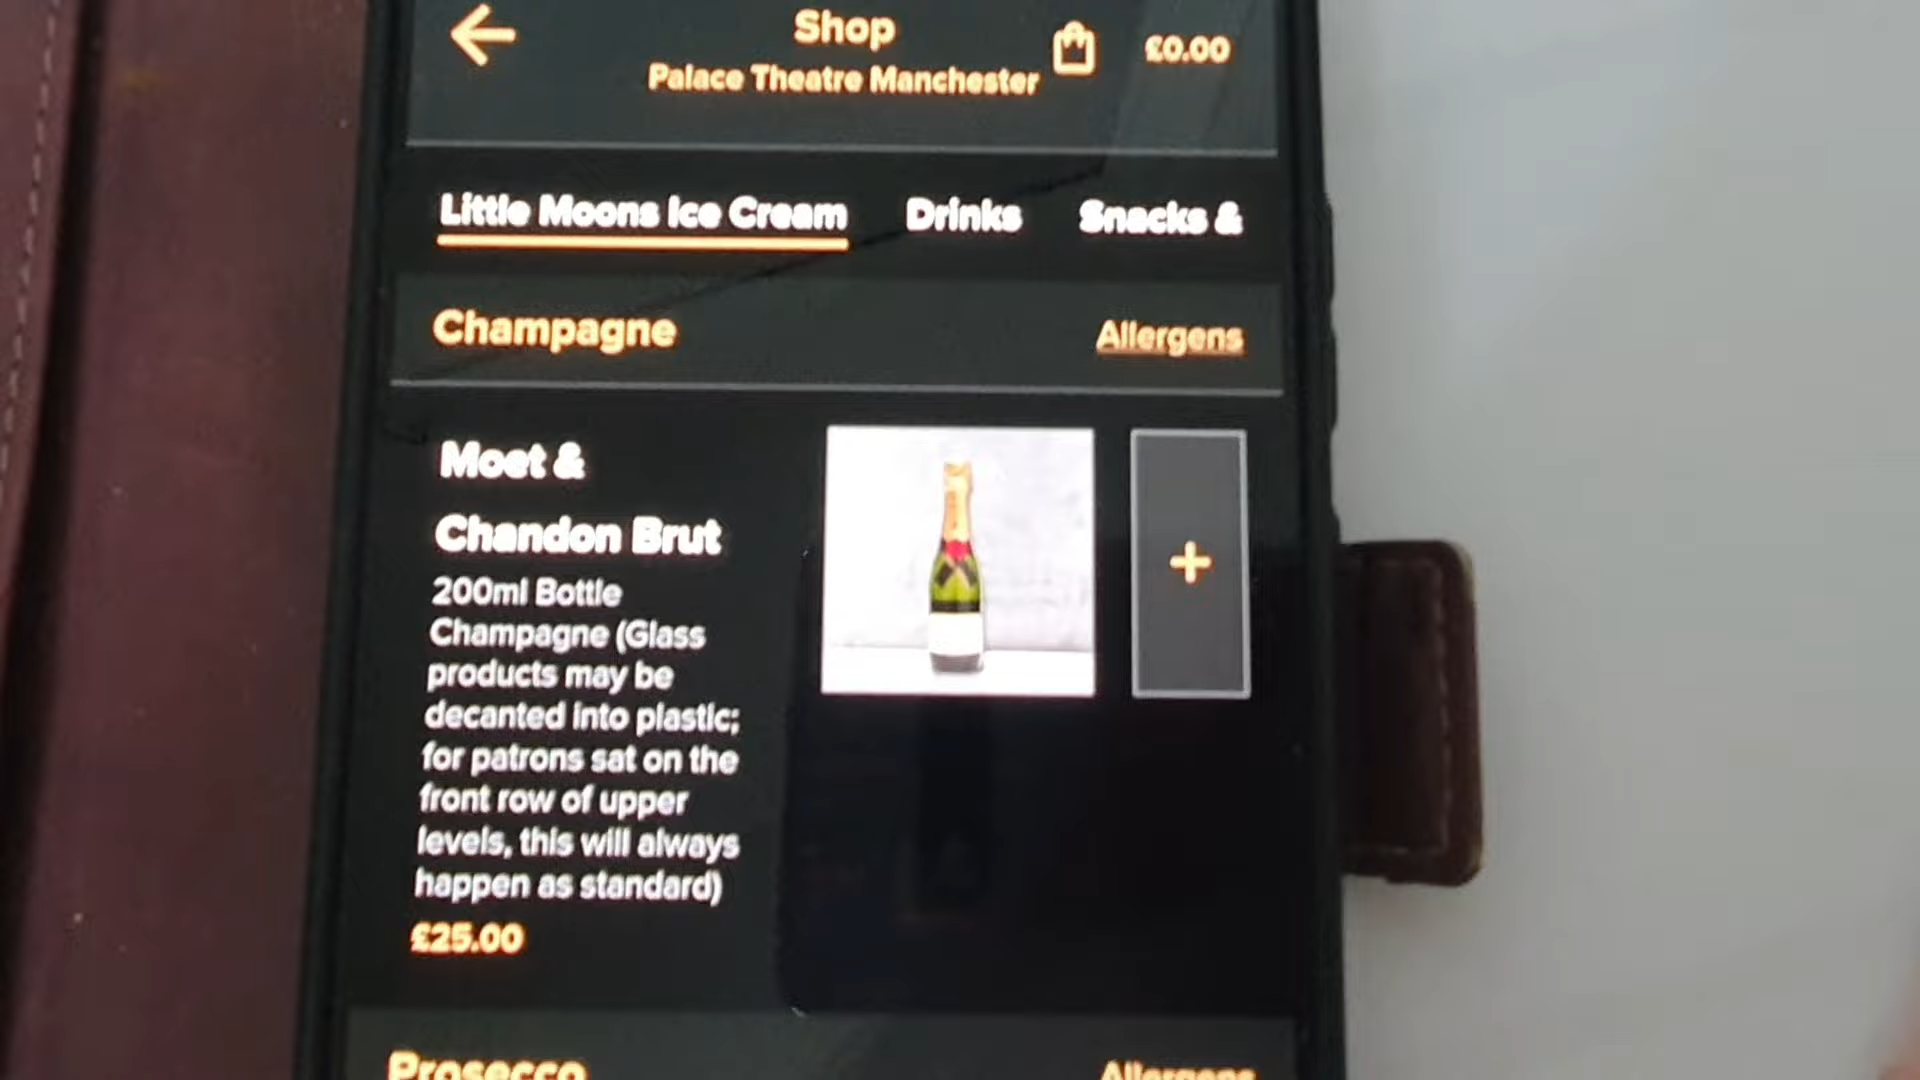 Shop
Palace Theatre Manchester
£0.00
Little Moons Ice Cream
Drinks
Snacks &
Champagne
Allergens
Moet &
Chandon Brut
200ml Bottle
Champagne (Glass
products may be
decanted into plastic;
for patrons sat on the
front row of upper
levels, this will always
happen as standard)
£25.00
Prosecco
Allergens